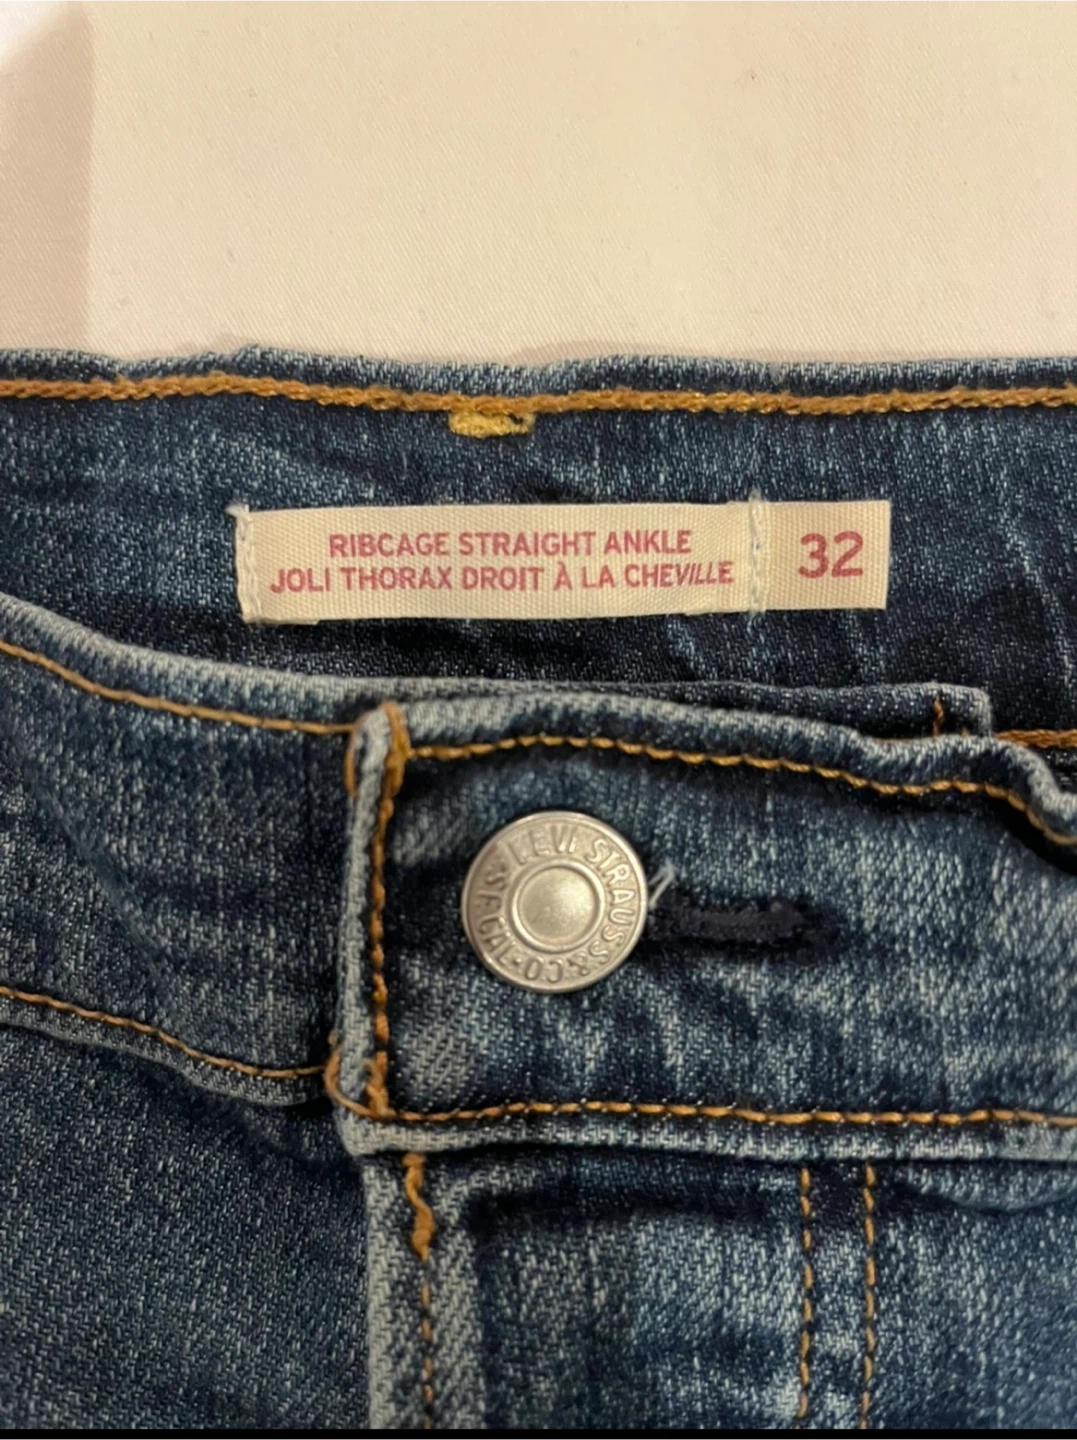 RIBCAGE STRAIGHT ANKLE
JOLI THORAX DROIT À LA CHEVILLE
32
LEVI STRAUSS & CO · S.F. CAL ·